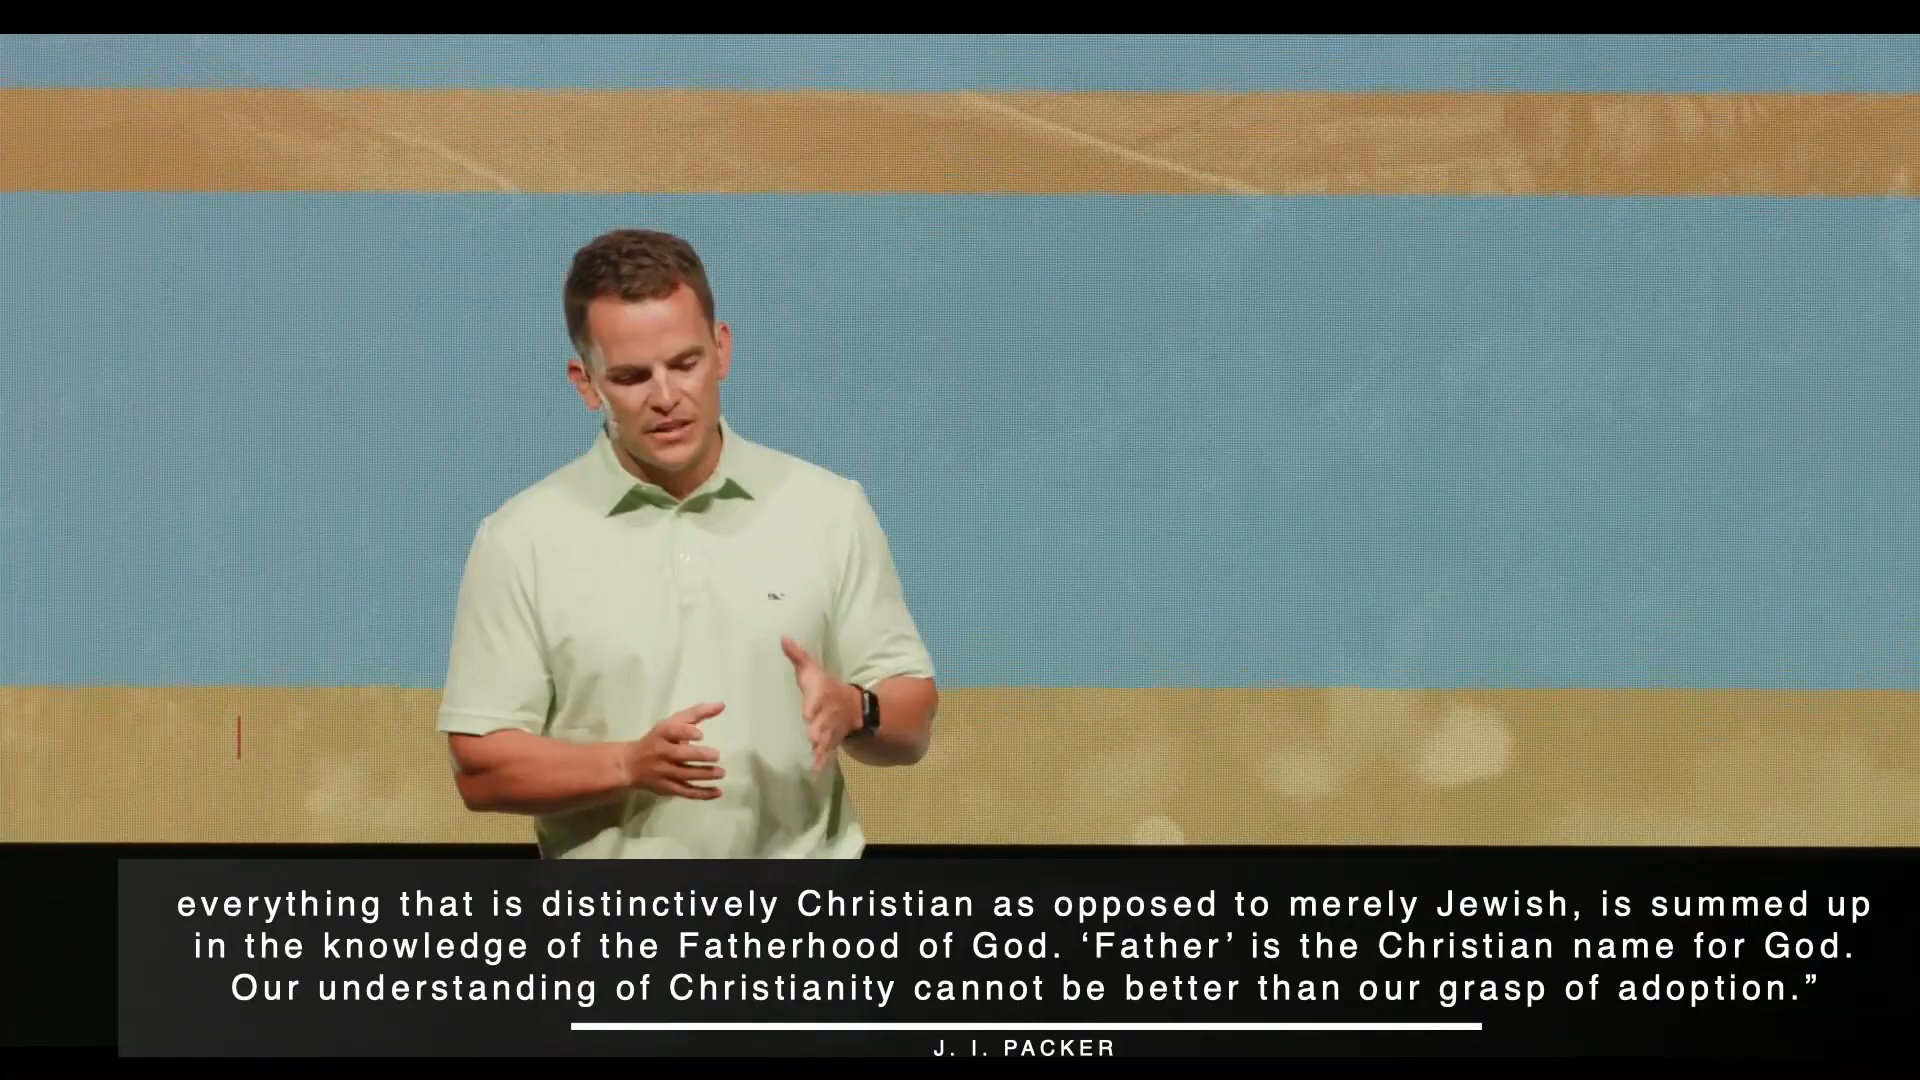 everything that is distinctively Christian as opposed to merely Jewish, is summed up
in the knowledge of the Fatherhood of God. ‘Father’ is the Christian name for God.
Our understanding of Christianity cannot be better than our grasp of adoption.”
J. I. PACKER